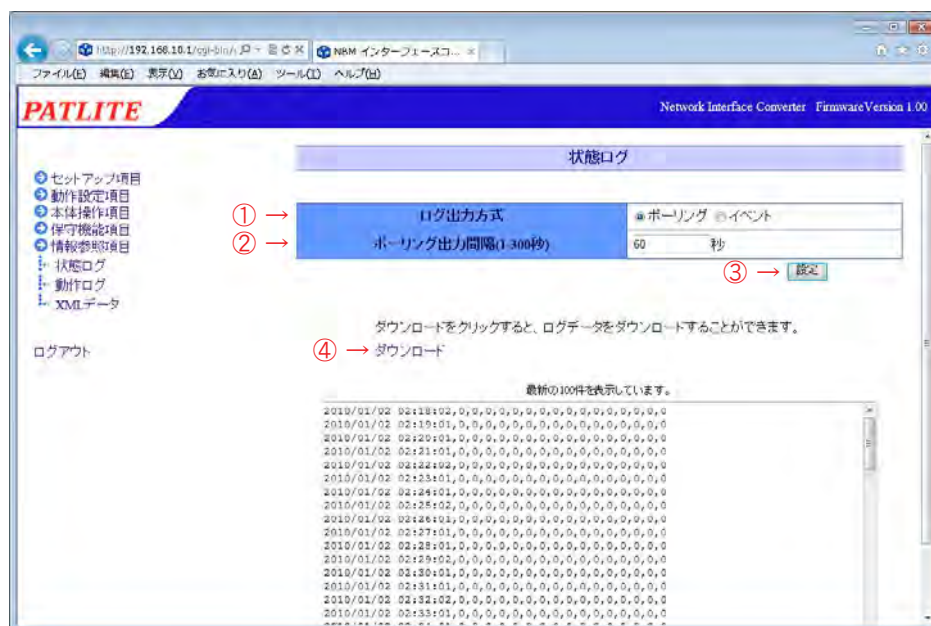 http://192.168.10.1/cgi-bin/
NBM インターフェースコ...
ファイル(E) 編集(E) 表示(V) お気に入り(A) ツール(T) ヘルプ(H)
PATLITE
Network Interface Converter FirmwareVersion 1.00
状態ログ
セットアップ項目
動作設定項目
本体操作項目
保守機能項目
情報参照項目
状態ログ
動作ログ
XMLデータ
ログアウト
① → ログ出力方式 ポーリング イベント
② → ポーリング出力間隔(1-300秒) 60 秒
③ → 設定
ダウンロードをクリックすると、ログデータをダウンロードすることができます。
④ → ダウンロード
最新の100件を表示しています。
2010/01/02 02:18:02,0,0,0,0,0,0,0,0,0,0,0,0,0,0,0,0
2010/01/02 02:19:01,0,0,0,0,0,0,0,0,0,0,0,0,0,0,0,0
2010/01/02 02:20:01,0,0,0,0,0,0,0,0,0,0,0,0,0,0,0,0
2010/01/02 02:21:01,0,0,0,0,0,0,0,0,0,0,0,0,0,0,0,0
2010/01/02 02:22:02,0,0,0,0,0,0,0,0,0,0,0,0,0,0,0,0
2010/01/02 02:23:01,0,0,0,0,0,0,0,0,0,0,0,0,0,0,0,0
2010/01/02 02:24:01,0,0,0,0,0,0,0,0,0,0,0,0,0,0,0,0
2010/01/02 02:25:02,0,0,0,0,0,0,0,0,0,0,0,0,0,0,0,0
2010/01/02 02:26:01,0,0,0,0,0,0,0,0,0,0,0,0,0,0,0,0
2010/01/02 02:27:01,0,0,0,0,0,0,0,0,0,0,0,0,0,0,0,0
2010/01/02 02:28:01,0,0,0,0,0,0,0,0,0,0,0,0,0,0,0,0
2010/01/02 02:29:02,0,0,0,0,0,0,0,0,0,0,0,0,0,0,0,0
2010/01/02 02:30:01,0,0,0,0,0,0,0,0,0,0,0,0,0,0,0,0
2010/01/02 02:31:01,0,0,0,0,0,0,0,0,0,0,0,0,0,0,0,0
2010/01/02 02:32:02,0,0,0,0,0,0,0,0,0,0,0,0,0,0,0,0
2010/01/02 02:33:01,0,0,0,0,0,0,0,0,0,0,0,0,0,0,0,0